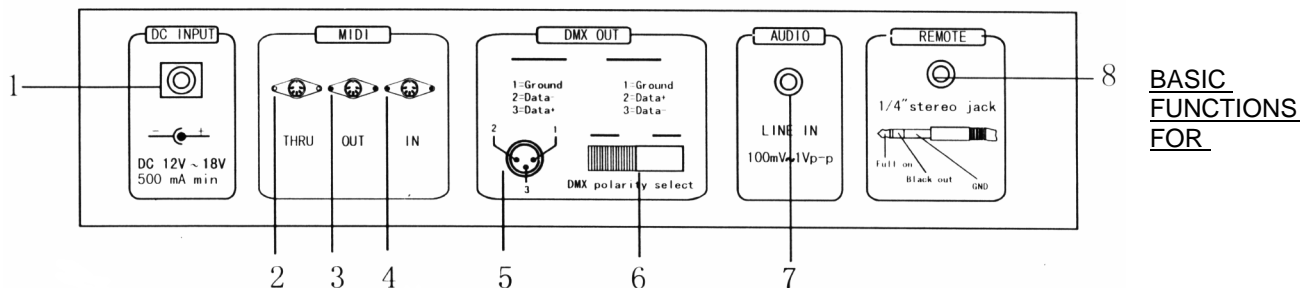 DC INPUT
1
- +
DC 12V ~ 18V
500 mA min
MIDI
THRU OUT IN
2 3 4
DMX OUT
1=Ground
2=Data-
3=Data+
1=Ground
2=Data+
3=Data-
2 1
3
DMX polarity select
5 6
AUDIO
LINE IN
100mV~1Vp-p
7
REMOTE
8
1/4"stereo jack
Full on
Black out
GND
BASIC
FUNCTIONS
FOR